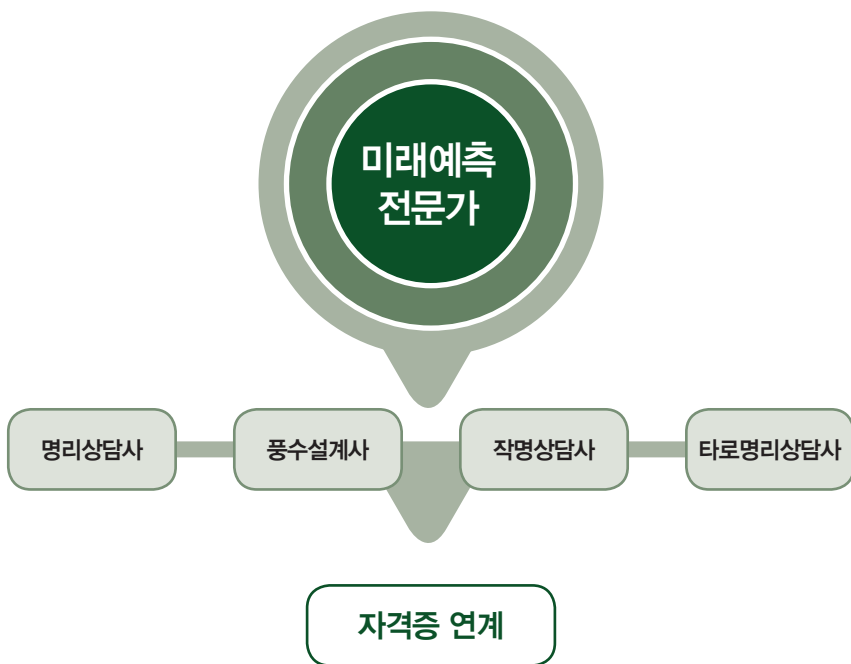 미래예측
전문가
명리상담사
풍수설계사
작명상담사
타로명리상담사
자격증 연계